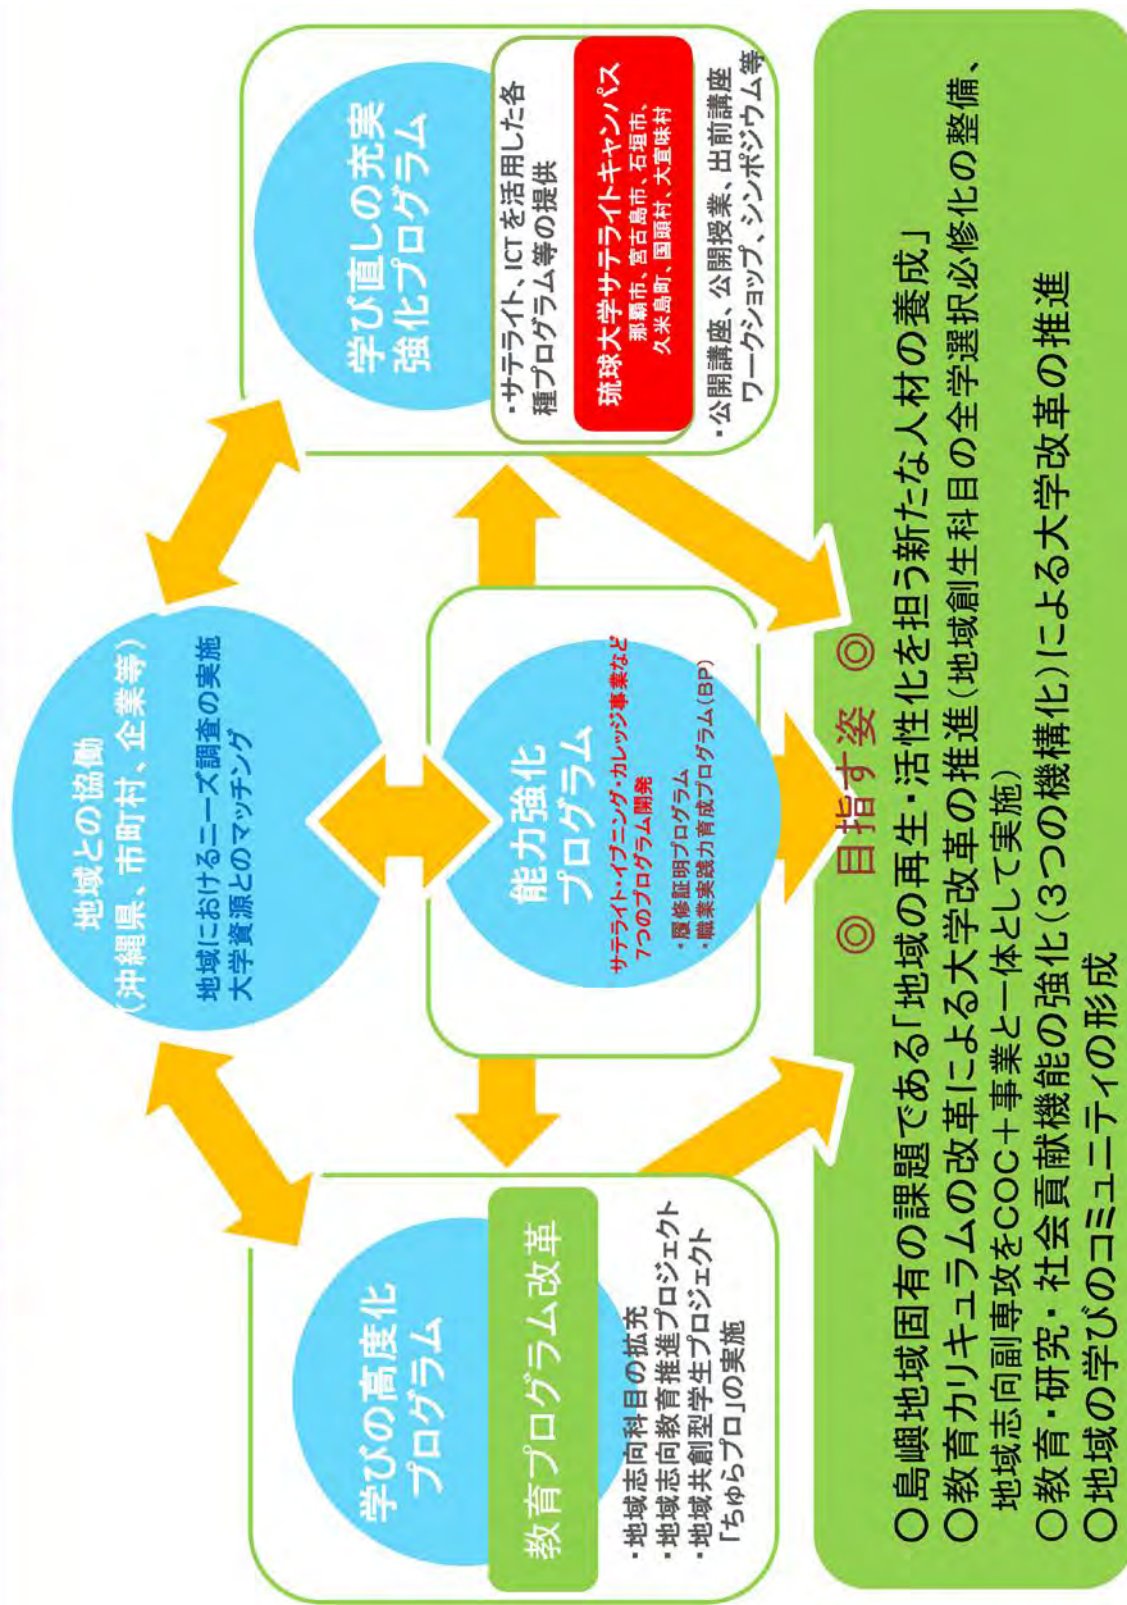 地域との協働
（沖縄県、市町村、企業等）
地域におけるニーズ調査の実施
大学資源とのマッチング
学びの高度化
プログラム
教育プログラム改革
・地域志向科目の拡充
・地域志向教育推進プロジェクト
・地域共創型学生プロジェクト
「ちゅらプロ」の実施
能力強化
プログラム
サテライト・イブニング・カレッジ事業など
7つのプログラム開発
・履修証明プログラム
・職業実践力育成プログラム(BP)
学び直しの充実
強化プログラム
・サテライト、ICTを活用した各
種プログラム等の提供
琉球大学サテライトキャンパス
那覇市、宮古島市、石垣市、
久米島町、国頭村、大宜味村
・公開講座、公開授業、出前講座
ワークショップ、シンポジウム等
◎ 目指す姿 ◎
○島嶼地域固有の課題である「地域の再生・活性化を担う新たな人材の養成」
○教育カリキュラムの改革による大学改革の推進(地域創生科目の全学選択必修化の整備、
地域志向副専攻をCOC＋事業と一体として実施)
○教育・研究・社会貢献機能の強化(3つの機構化)による大学改革の推進
○地域の学びのコミュニティの形成